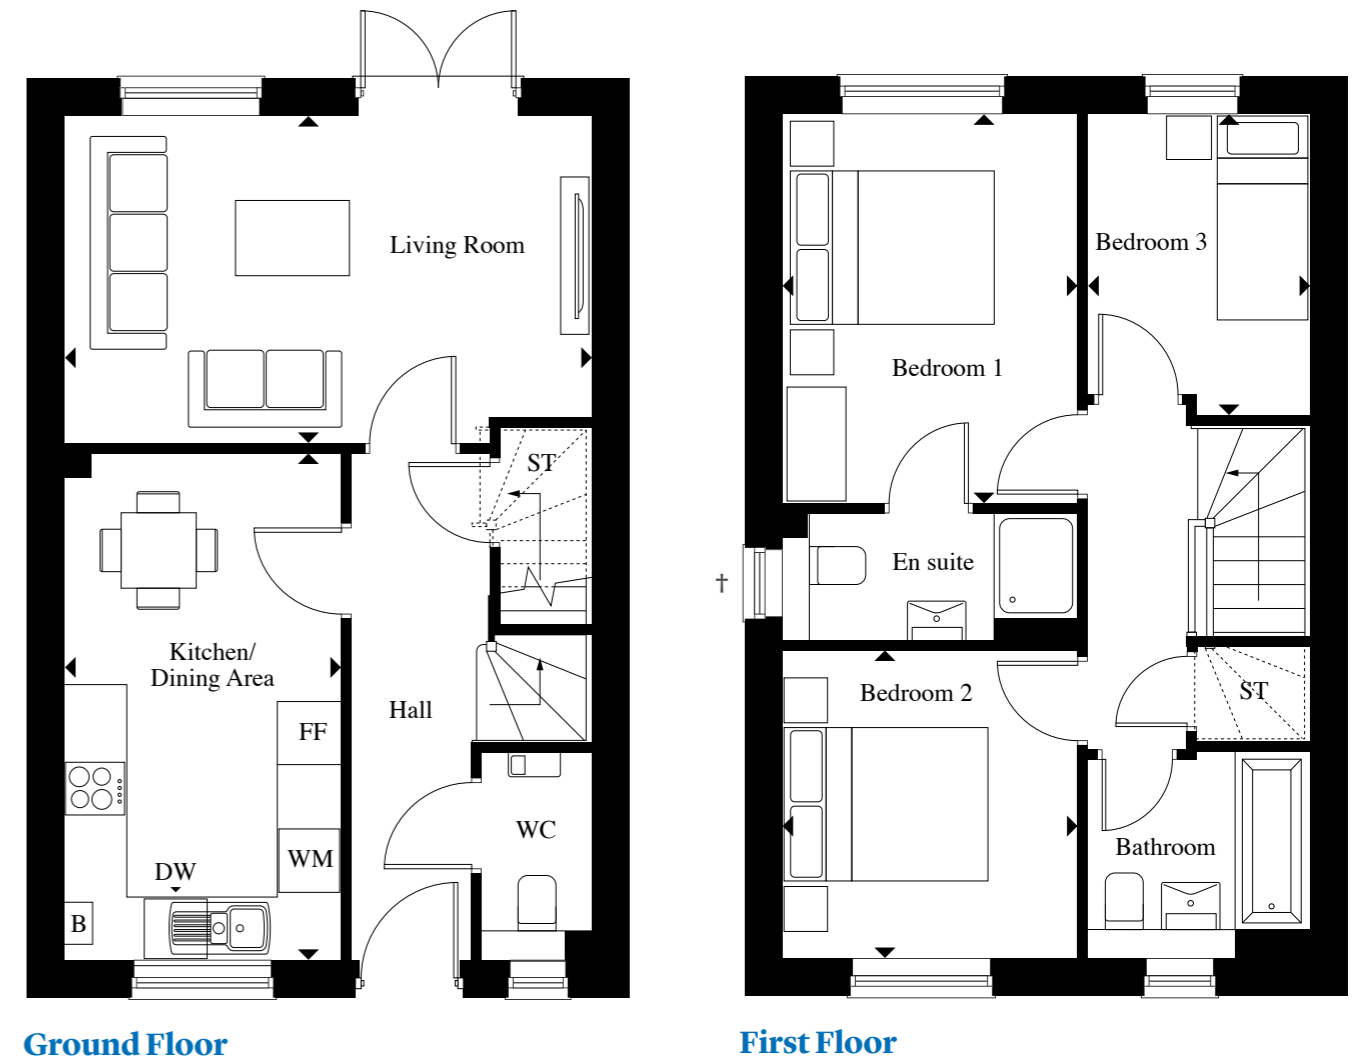 Living Room
ST
Kitchen/
Dining Area
Hall
FF
WM
DW
B
WC
Ground Floor
Bedroom 1
Bedroom 3
En suite
†
Bedroom 2
ST
Bathroom
First Floor